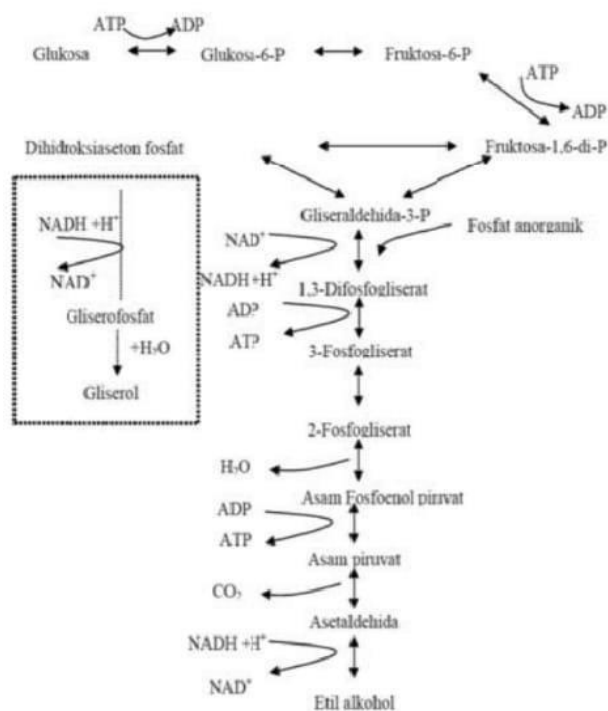 ATP ADP
Glukosa Glukosa-6-P Fruktosa-6-P
ATP
ADP
Dihidroksiaseton fosfat Fruktosa-1,6-di-P
Gliseraldehida-3-P
NADH +H⁺ NAD⁺ Fosfat anorganik
NAD⁺ NADH+H⁺
1,3-Difosfogliserat
ADP
Gliserofosfat ATP
3-Fosfogliserat
+H₂O
Gliserol
2-Fosfogliserat
H₂O
Asam Fosfoenol piruvat
ADP
ATP
Asam piruvat
CO₂
Asetaldehida
NADH +H⁺
NAD⁺
Etil alkohol